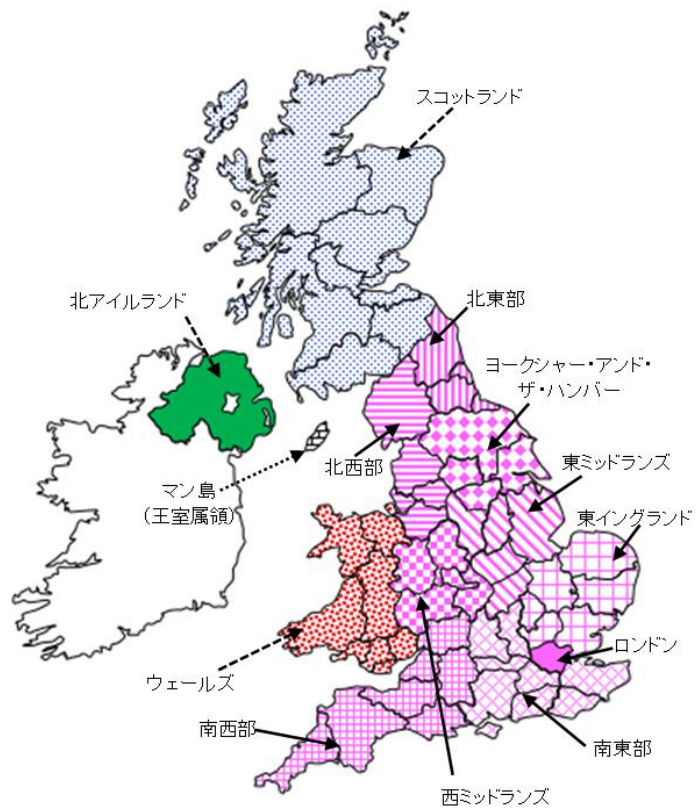 スコットランド
北アイルランド
北東部
ヨークシャー・アンド・
ザ・ハンバー
北西部
東ミッドランズ
マン島
(王室属領)
東イングランド
ロンドン
ウェールズ
南西部
南東部
西ミッドランズ